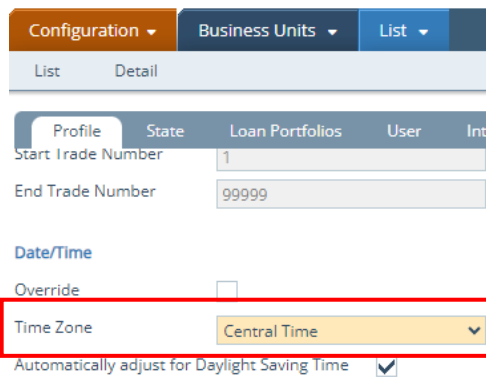 Configuration Business Units List
List Detail
Profile State Loan Portfolios User
Start Trade Number 1
End Trade Number 99999
Date/Time
Override
Time Zone Central Time
Automatically adjust for Daylight Saving Time